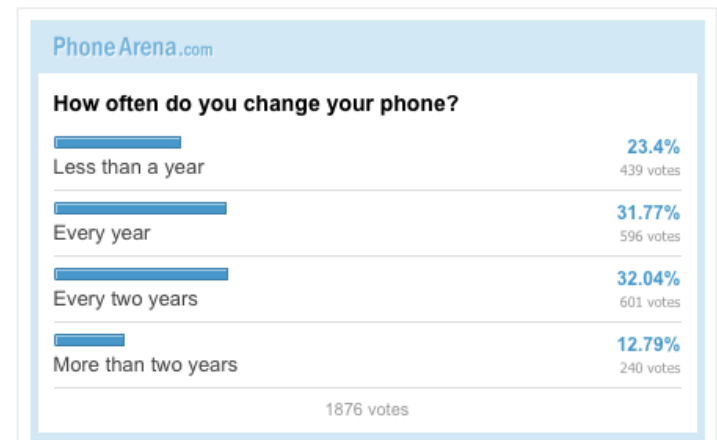 PhoneArena.com
How often do you change your phone?
23.4%
Less than a year
439 votes
31.77%
Every year
596 votes
32.04%
Every two years
601 votes
12.79%
More than two years
240 votes
1876 votes